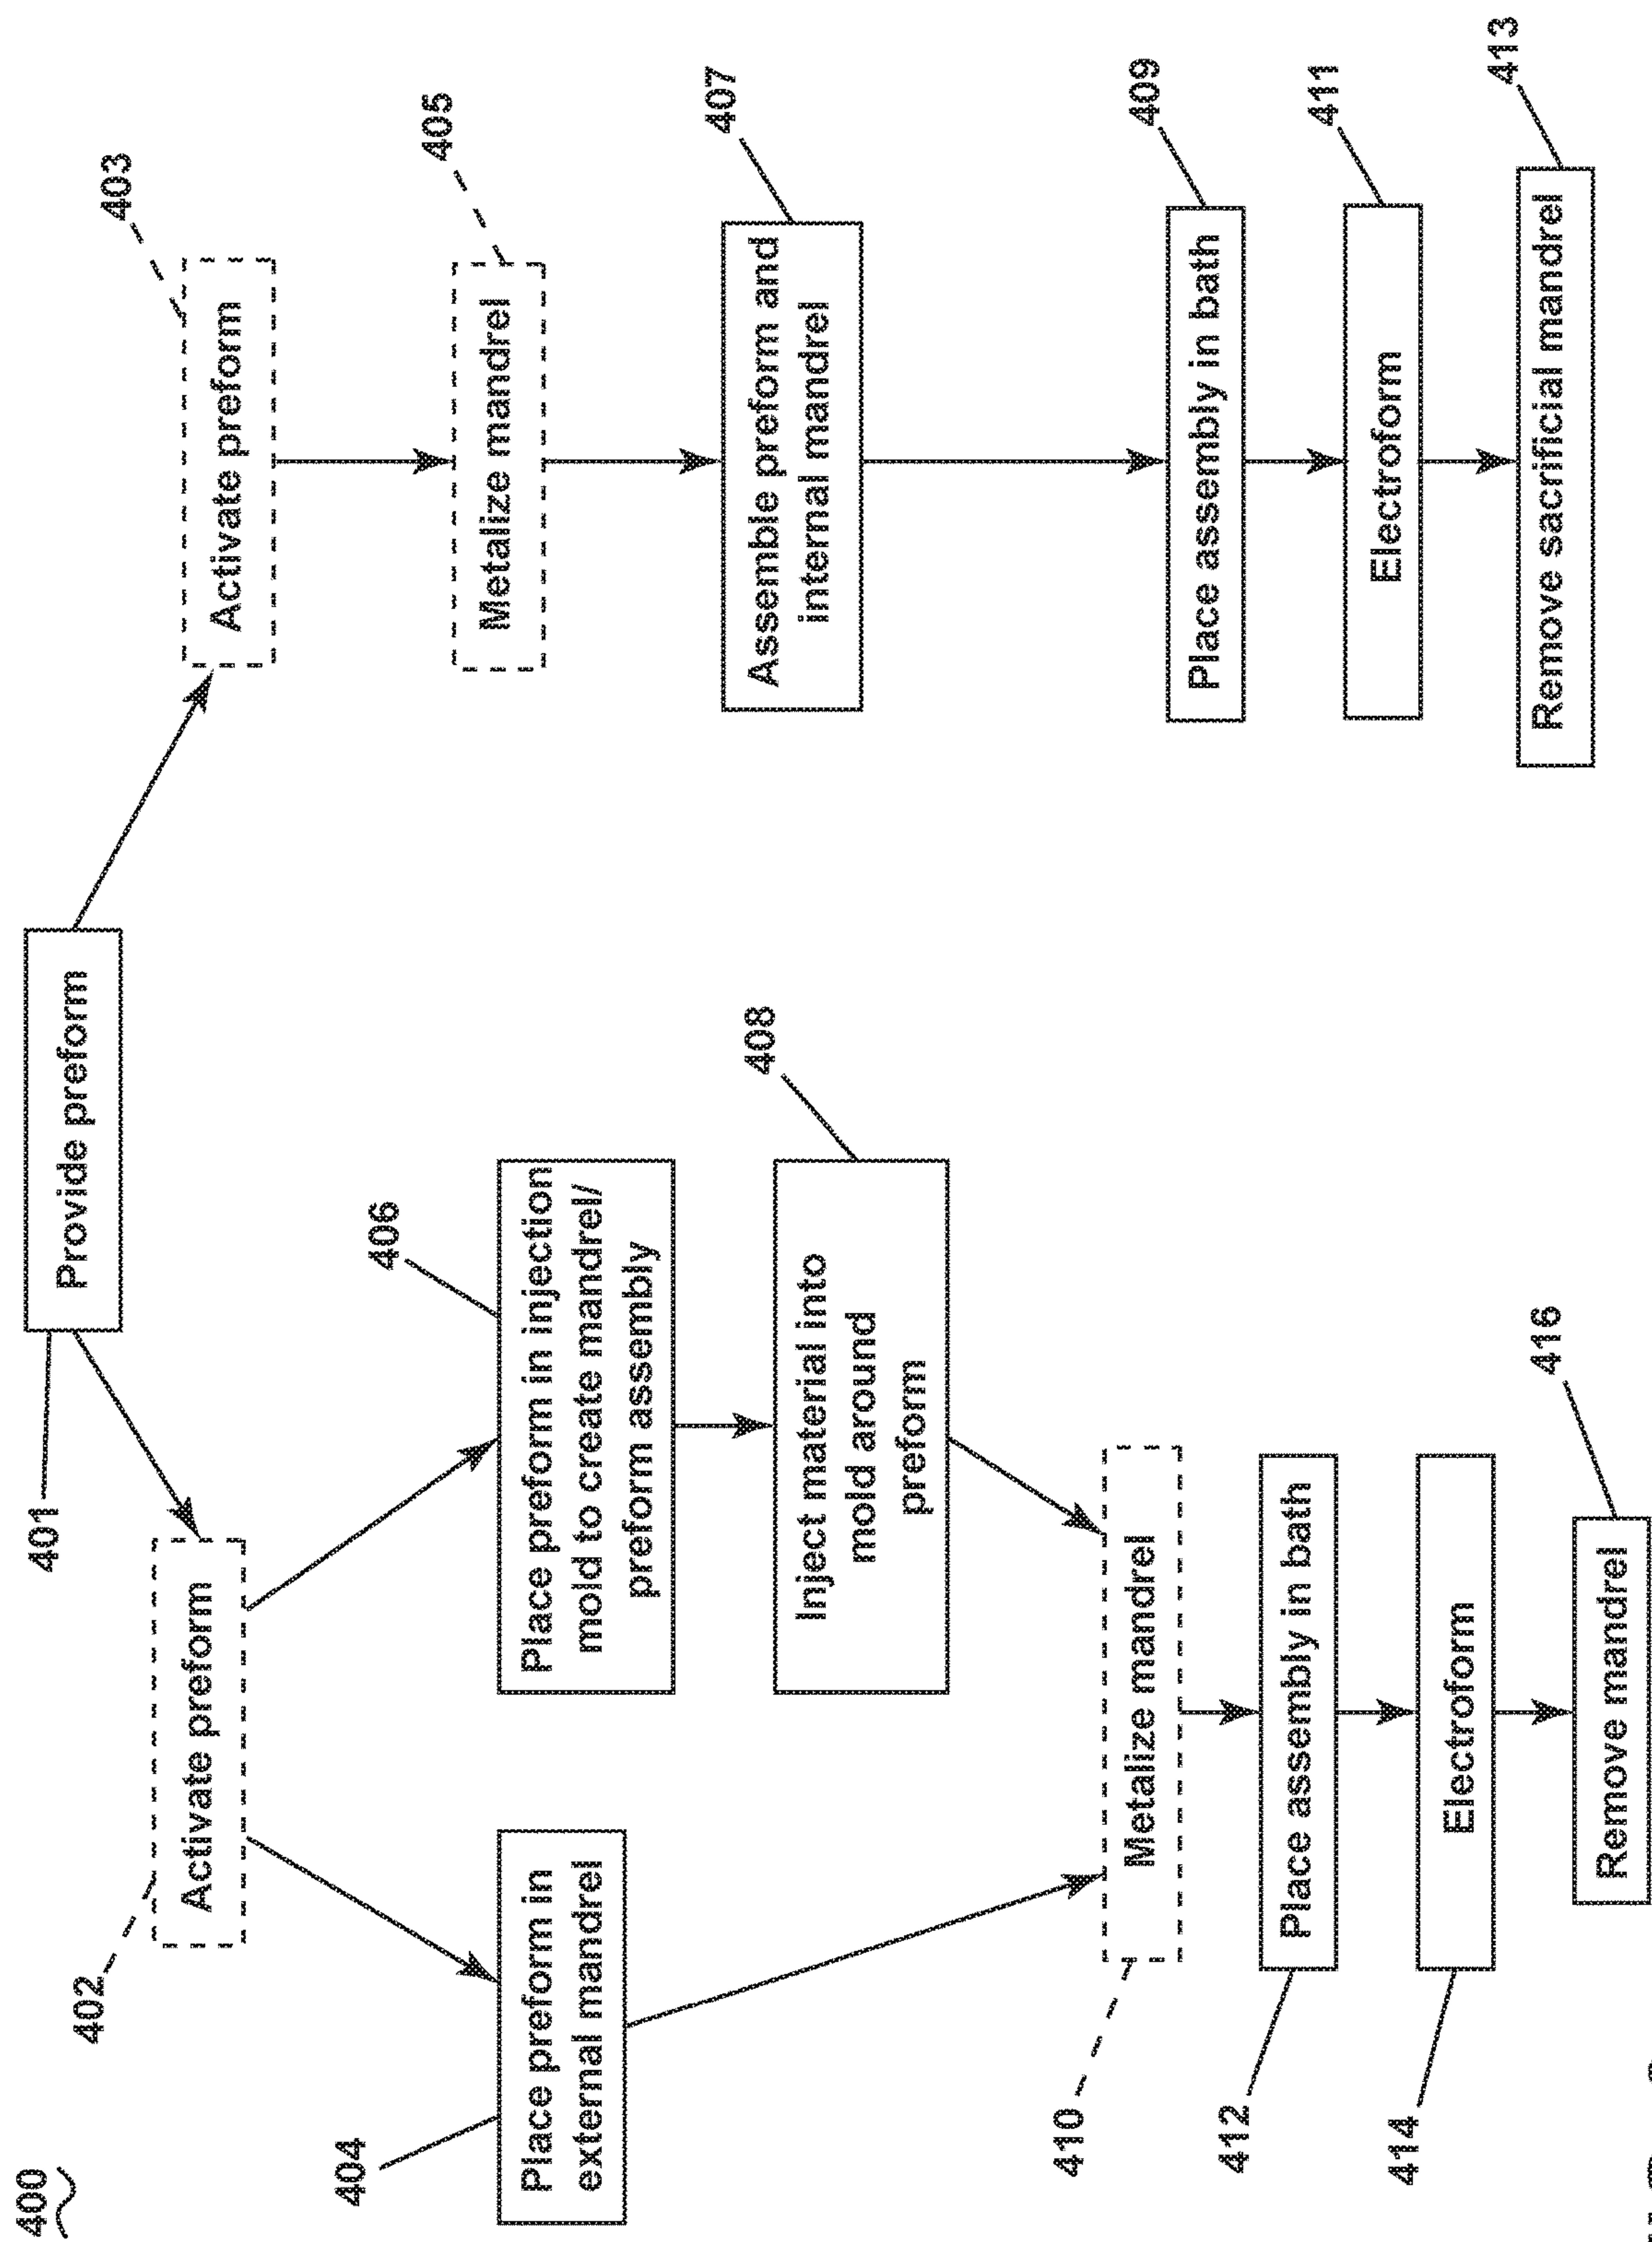 400
401
Provide preform
402
Activate preform
403
Activate preform
404
Place preform in
external mandrel
406
Place preform in injection
mold to create mandrel/
preform assembly
405
Metalize mandrel
408
Inject material into
mold around
preform
407
Assemble preform and
internal mandrel
410
Metalize mandrel
412
Place assembly in bath
409
Place assembly in bath
414
Electroform
411
Electroform
416
Remove mandrel
413
Remove sacrificial mandrel